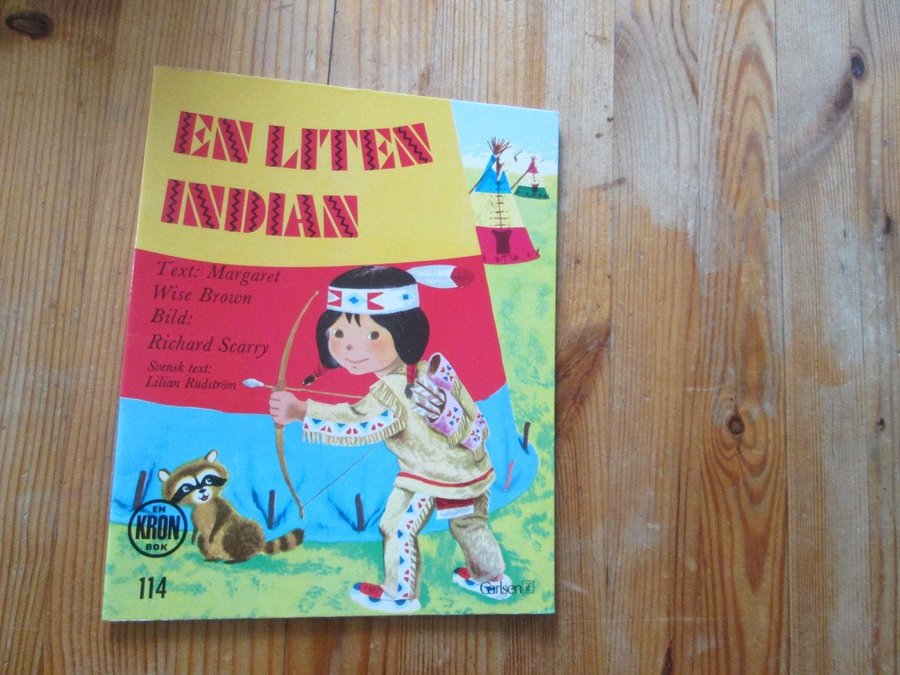 EN LITEN
INDIAN
Text: Margaret
Wise Brown
Bild:
Richard Scarry
Svensk text:
Lilian Rudström
EN
KRON
BOK
114
Carlsen if